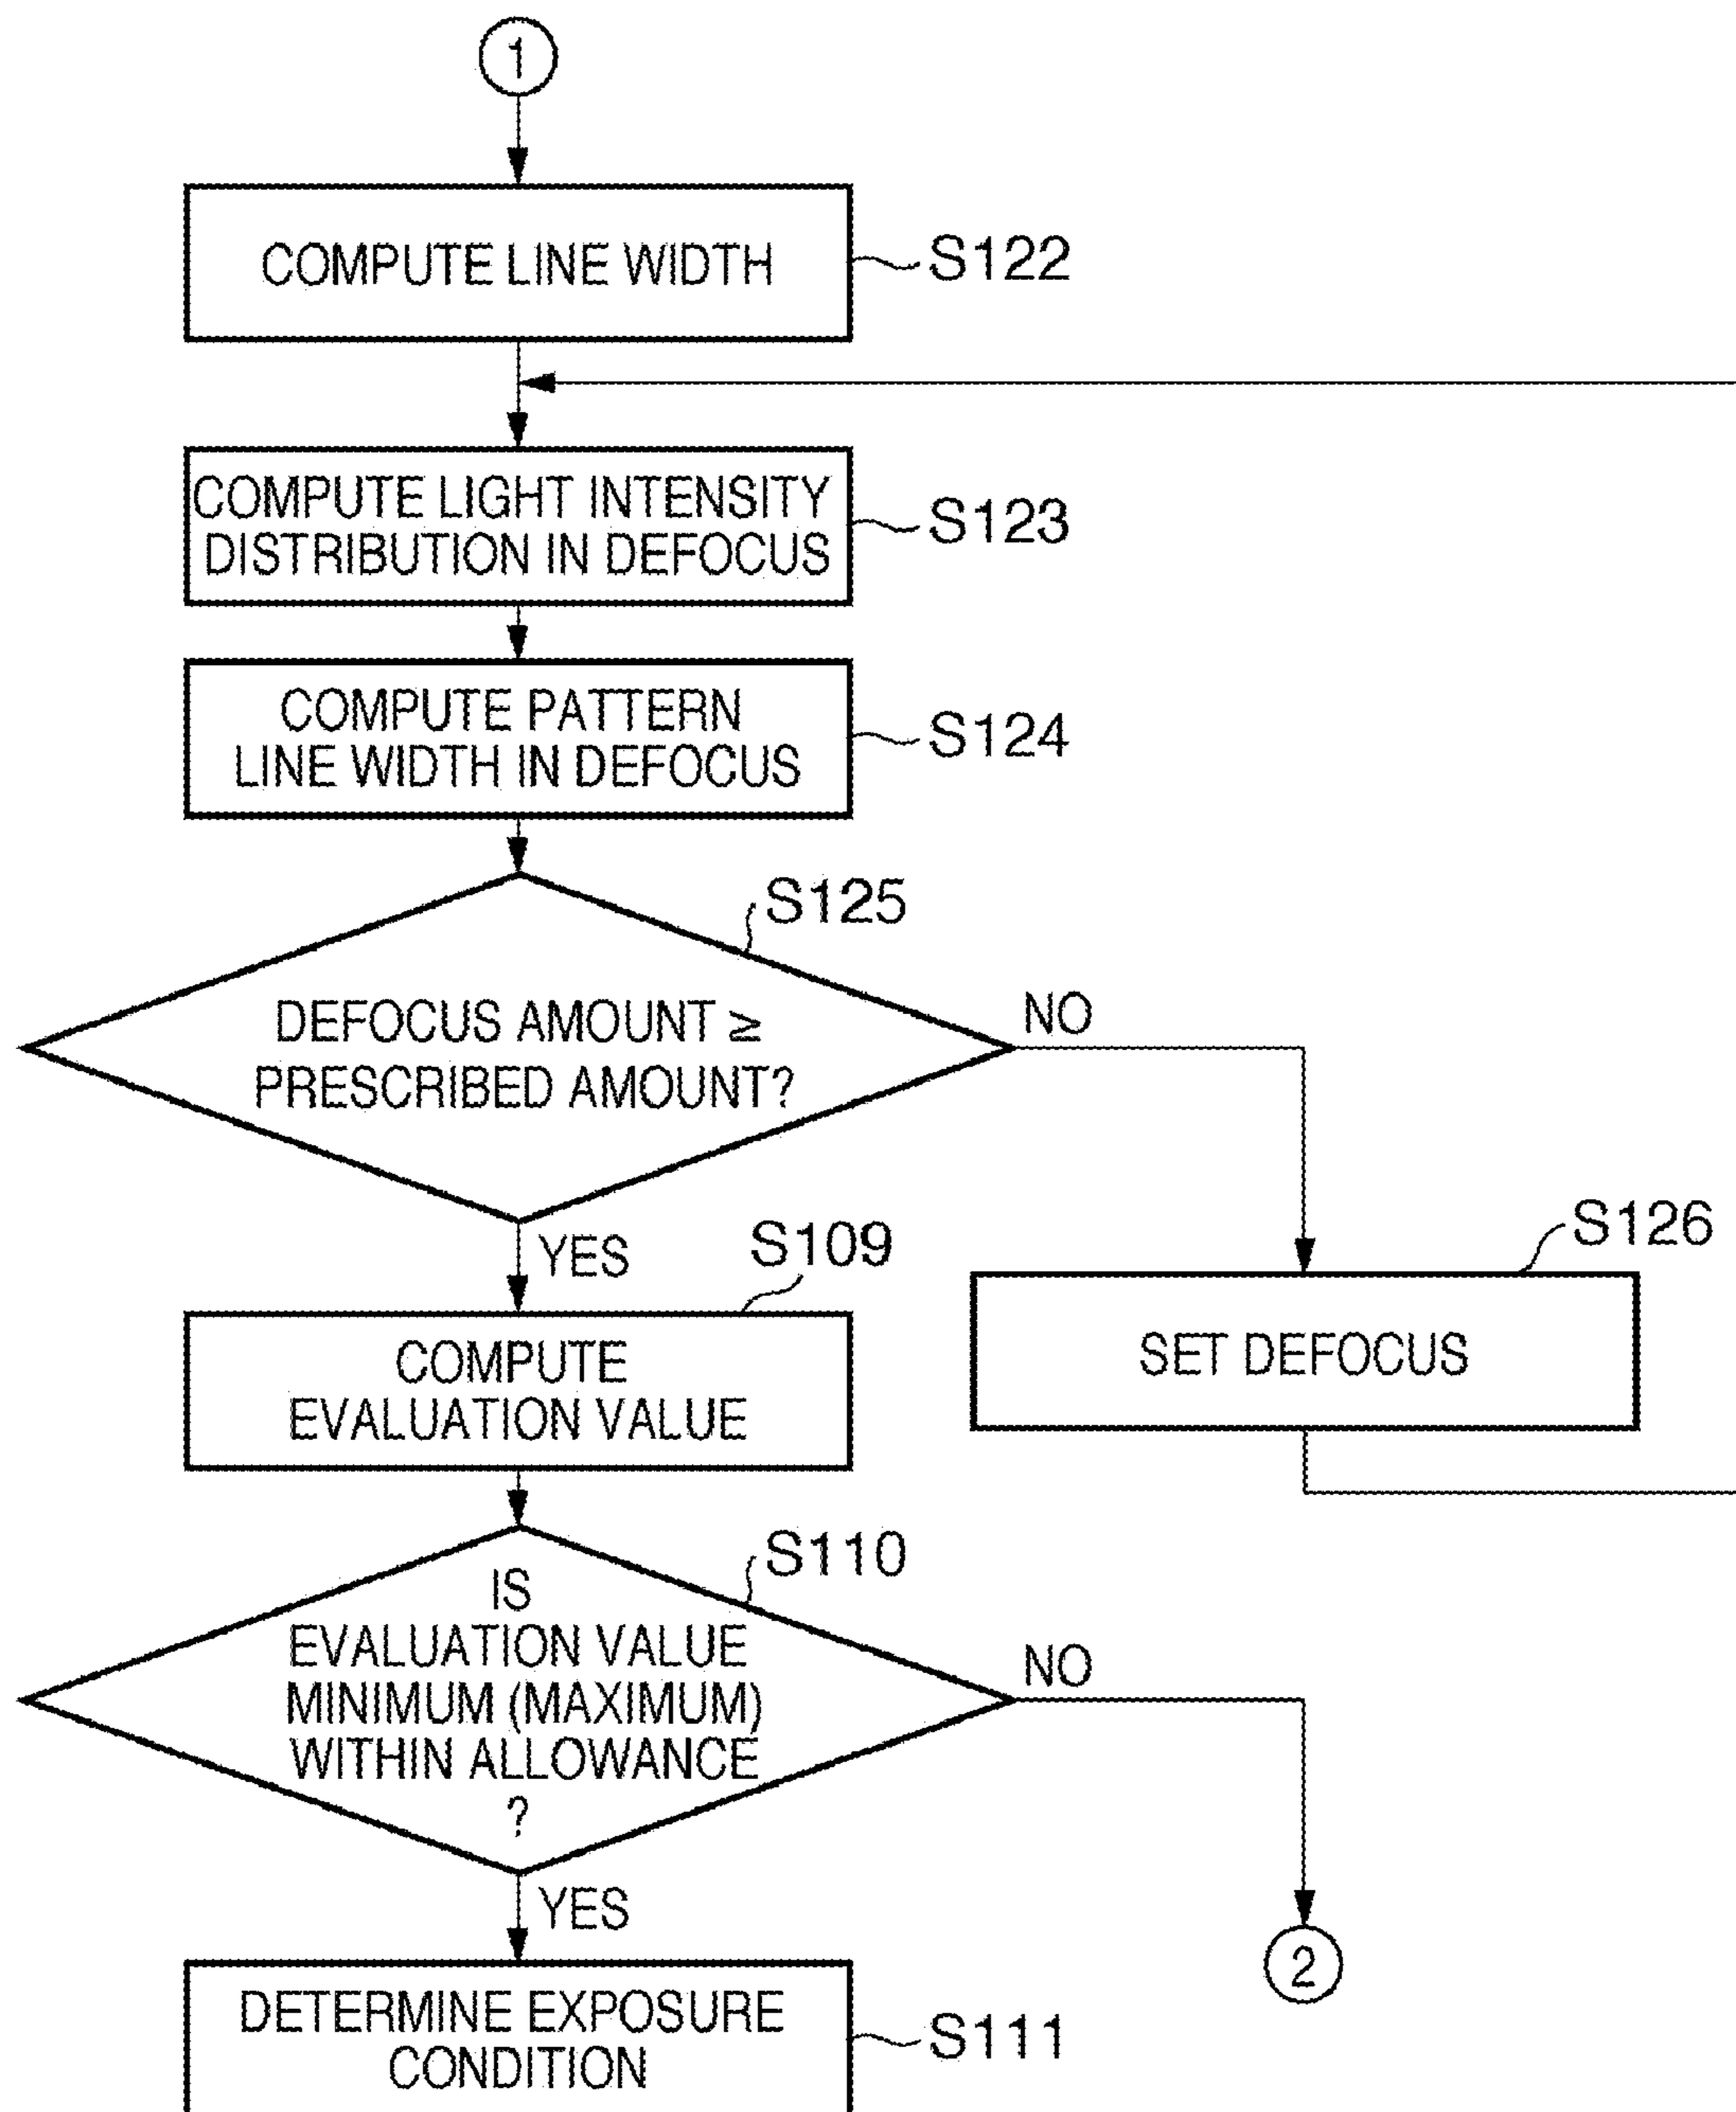 1
COMPUTE LINE WIDTH
S122
COMPUTE LIGHT INTENSITY
DISTRIBUTION IN DEFOCUS
S123
COMPUTE PATTERN
LINE WIDTH IN DEFOCUS
S124
S125
DEFOCUS AMOUNT ≥
PRESCRIBED AMOUNT?
NO
YES
S109
COMPUTE
EVALUATION VALUE
S126
SET DEFOCUS
S110
IS
EVALUATION VALUE
MINIMUM (MAXIMUM)
WITHIN ALLOWANCE
?
NO
YES
2
DETERMINE EXPOSURE
CONDITION
S111